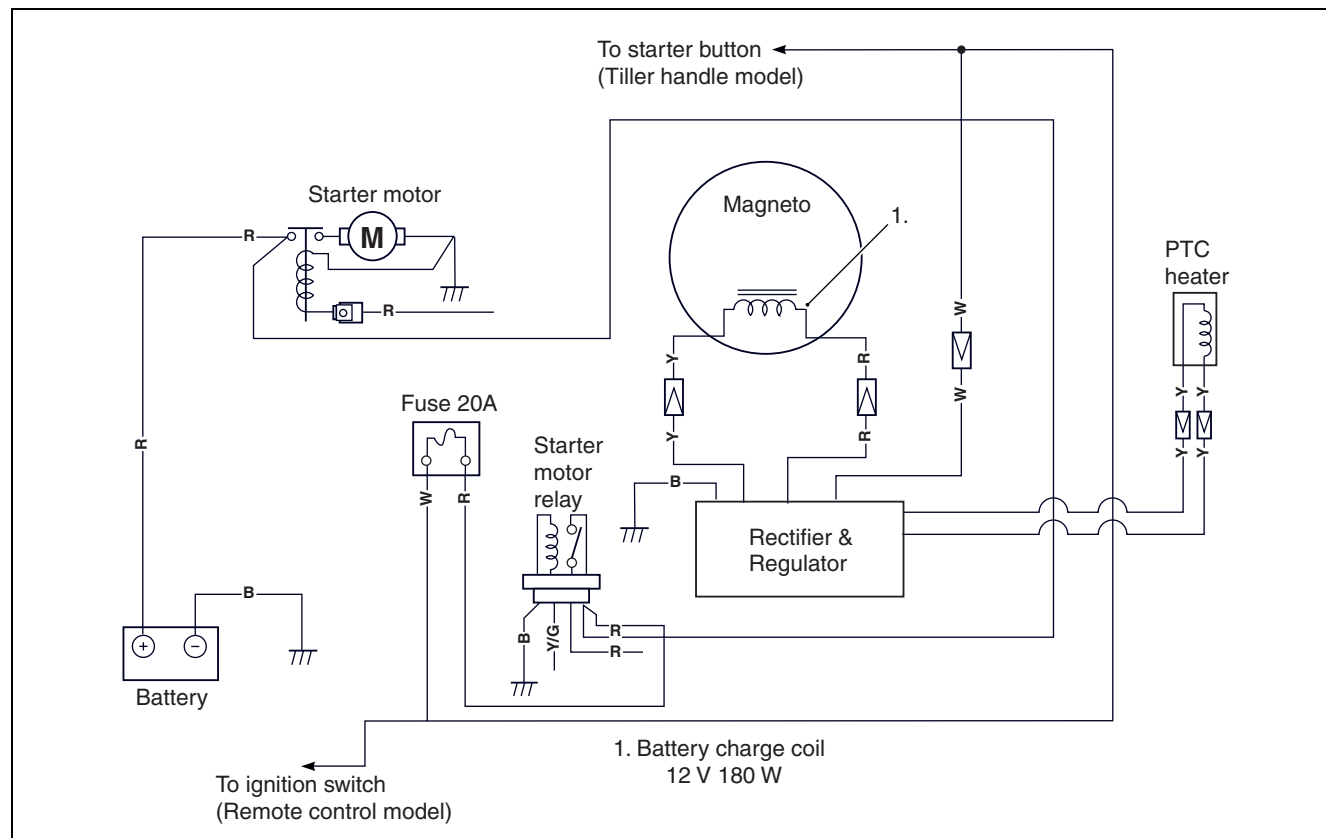 To starter button
(Tiller handle model)
Starter motor
Magneto
1.
R
M
R
PTC
heater
W
W
Y
R
Y
R
Y
Y
Y
Y
R
Fuse 20A
W
R
Starter
motor
relay
B
Rectifier &
Regulator
B
B
Y/G
R
R
+
−
Battery
1. Battery charge coil
12 V 180 W
To ignition switch
(Remote control model)